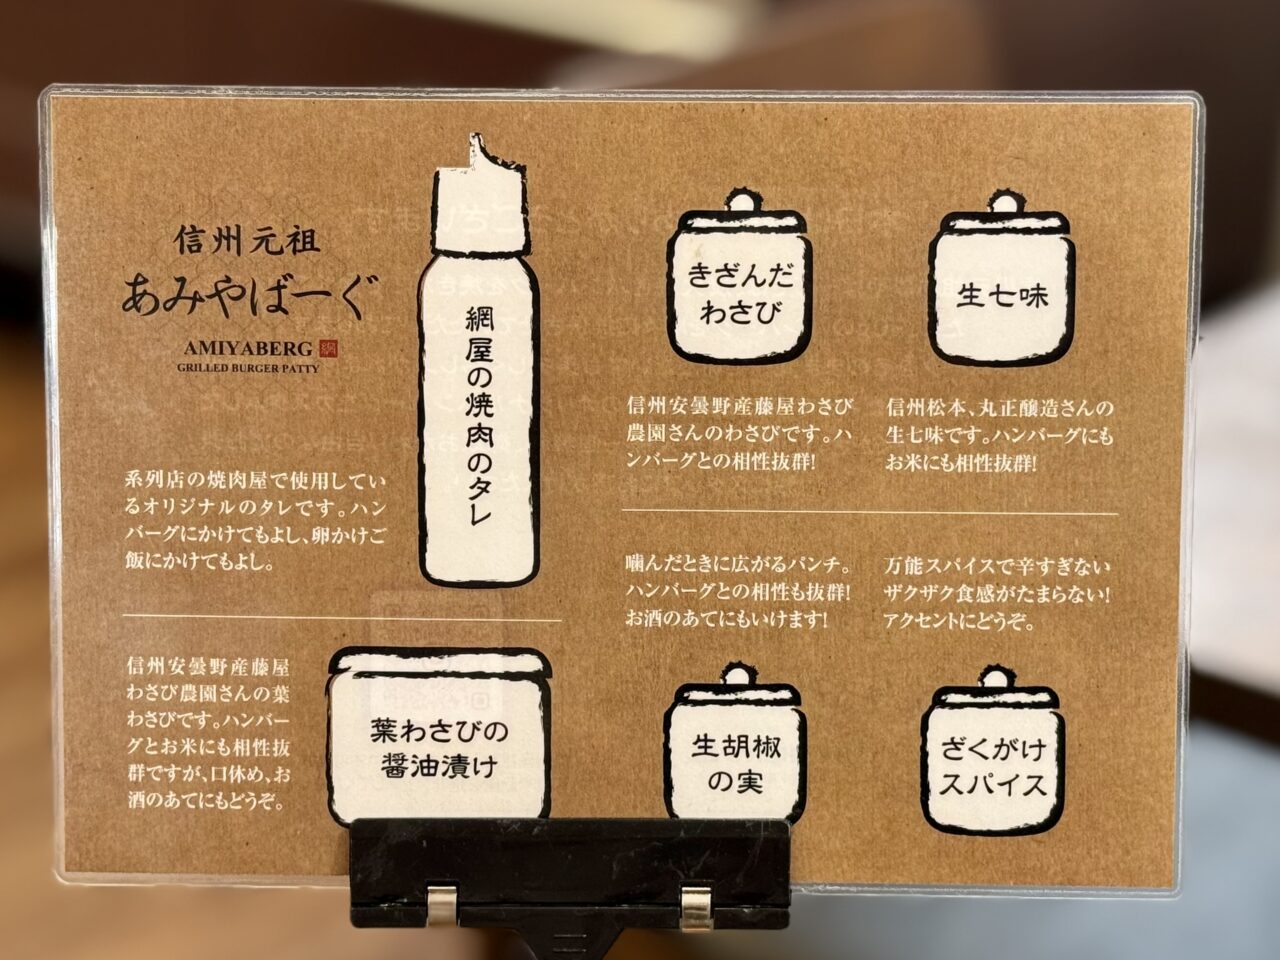 信州元祖
あみやばーぐ
AMIYABERG 網
GRILLED BURGER PATTY
網屋の焼肉のタレ
系列店の焼肉屋で使用してい
るオリジナルのタレです。ハン
バーグにかけてもよし、卵かけご
飯にかけてもよし。
信州安曇野産藤屋
わさび農園さんの葉
わさびです。ハンバー
グとお米にも相性抜
群ですが、口休め、お
酒のあてにもどうぞ。
葉わさびの
醤油漬け
きざんだ
わさび
信州安曇野産藤屋わさび
農園さんのわさびです。ハ
ンバーグとの相性抜群!
生七味
信州松本、丸正醸造さんの
生七味です。ハンバーグにも
お米にも相性抜群!
噛んだときに広がるパンチ。
ハンバーグとの相性も抜群!
お酒のあてにもいけます!
生胡椒
の実
万能スパイスで辛すぎない
ザクザク食感がたまらない!
アクセントにどうぞ。
ざくがけ
スパイス